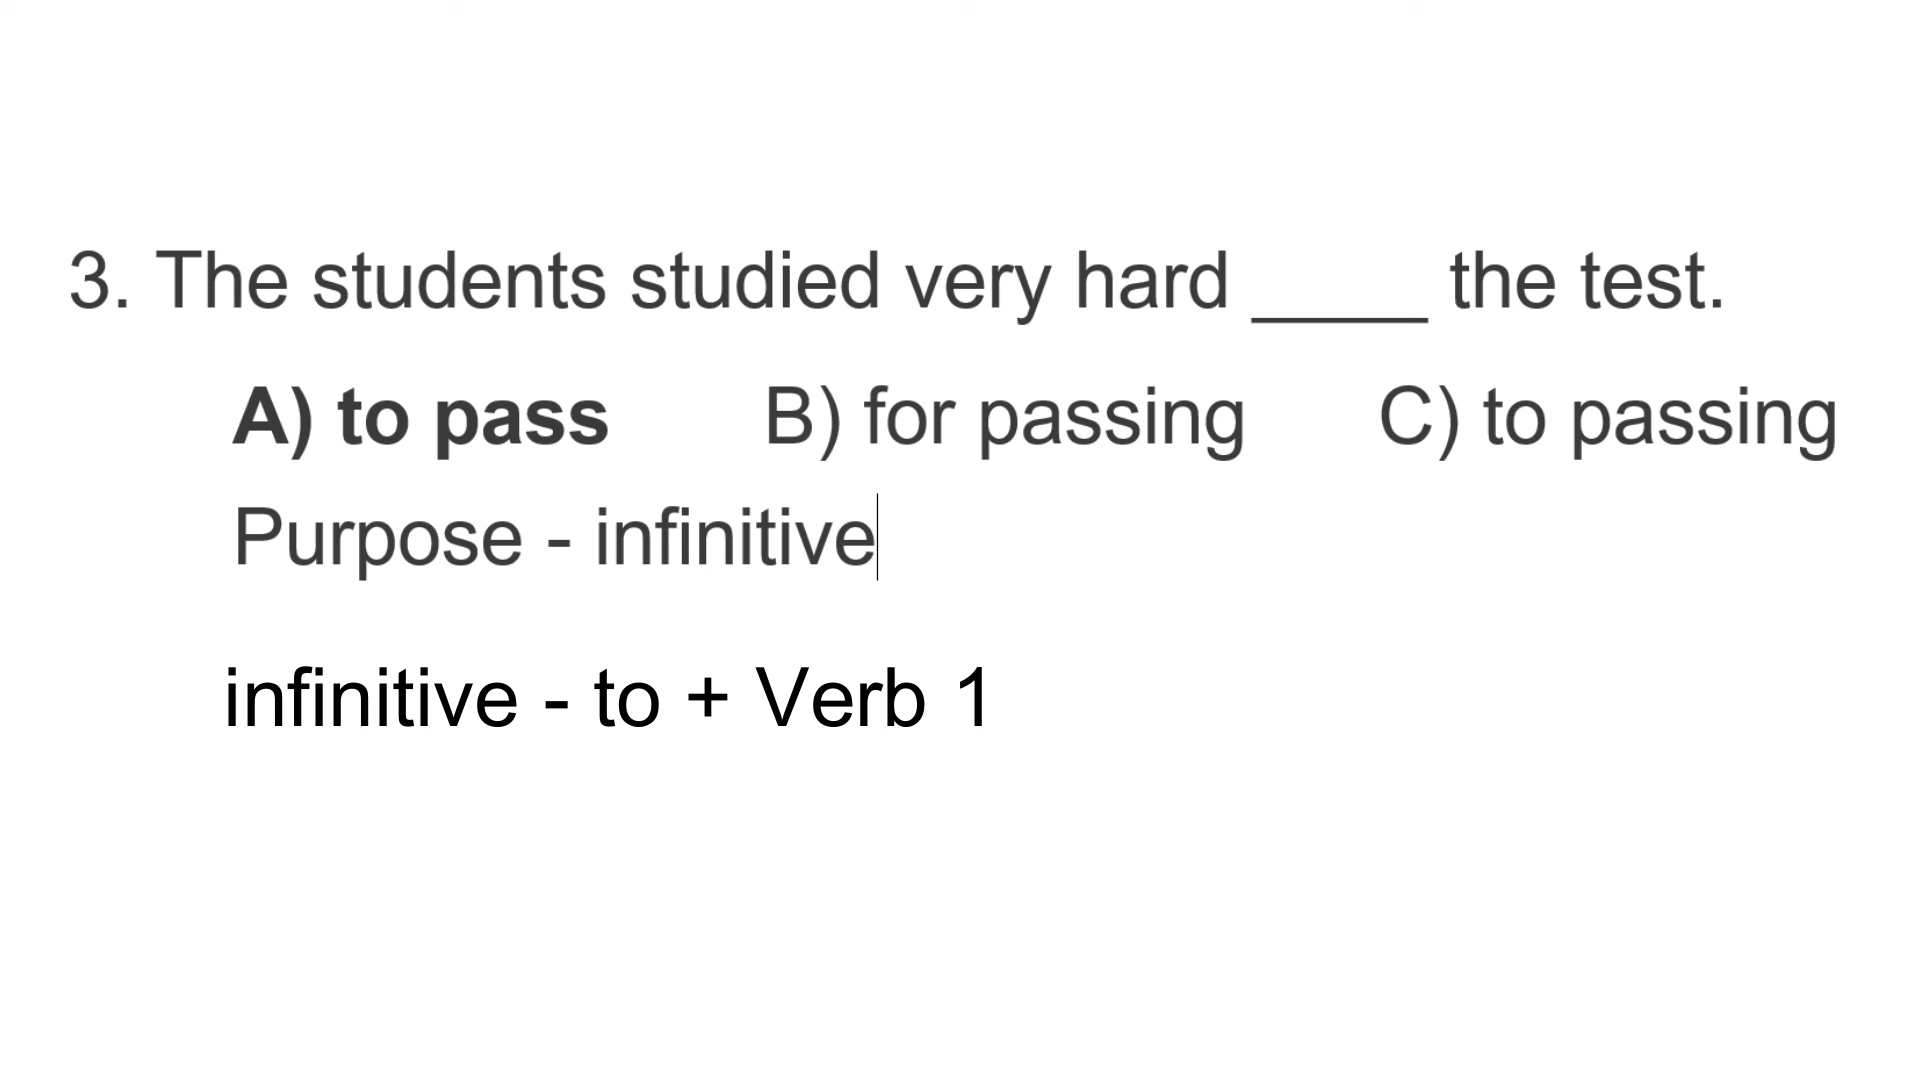 3. The students studied very hard ____ the test.
A) to pass B) for passing C) to passing
Purpose - infinitive
infinitive - to + Verb 1